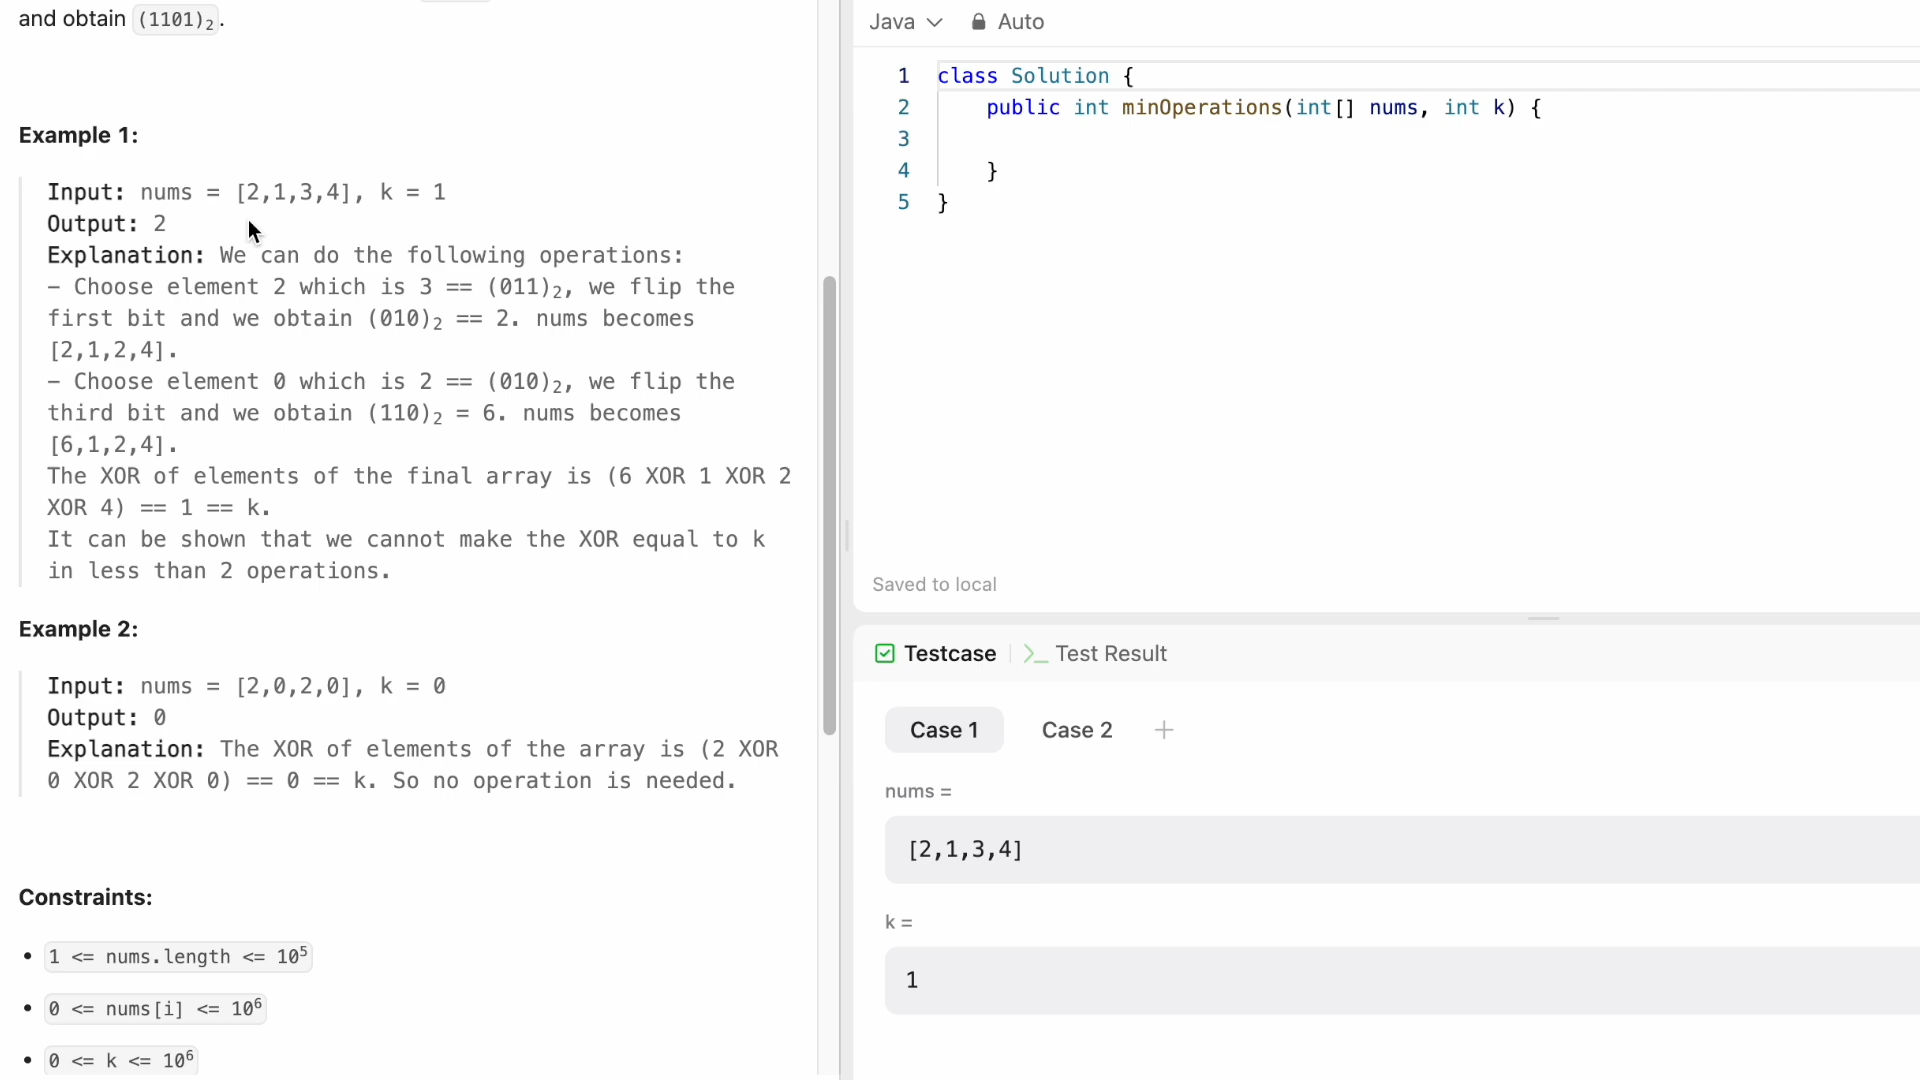 and obtain (1101)₂.
Example 1:
Input: nums = [2,1,3,4], k = 1
Output: 2
Explanation: We can do the following operations:
– Choose element 2 which is 3 == (011)₂, we flip the
first bit and we obtain (010)₂ == 2. nums becomes
[2,1,2,4].
– Choose element 0 which is 2 == (010)₂, we flip the
third bit and we obtain (110)₂ = 6. nums becomes
[6,1,2,4].
The XOR of elements of the final array is (6 XOR 1 XOR 2
XOR 4) == 1 == k.
It can be shown that we cannot make the XOR equal to k
in less than 2 operations.
Example 2:
Input: nums = [2,0,2,0], k = 0
Output: 0
Explanation: The XOR of elements of the array is (2 XOR
0 XOR 2 XOR 0) == 0 == k. So no operation is needed.
Constraints:
• 1 <= nums.length <= 10⁵
• 0 <= nums[i] <= 10⁶
• 0 <= k <= 10⁶
Java Auto
1 class Solution {
2 public int minOperations(int[] nums, int k) {
3
4 }
5 }
Saved to local
Testcase >_ Test Result
Case 1 Case 2 +
nums =
[2,1,3,4]
k =
1